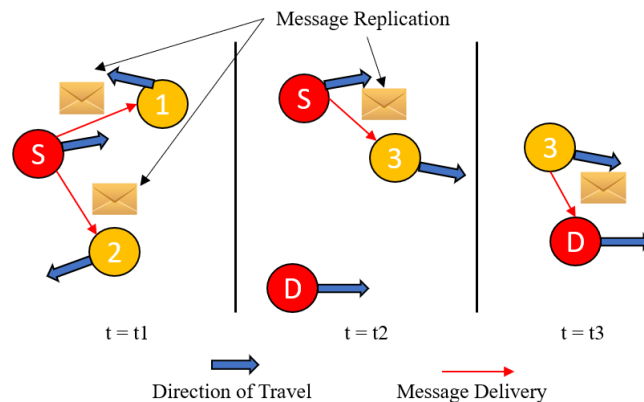 Message Replication
S
1
2
S
3
D
3
D
t = t1
t = t2
t = t3
Direction of Travel
Message Delivery